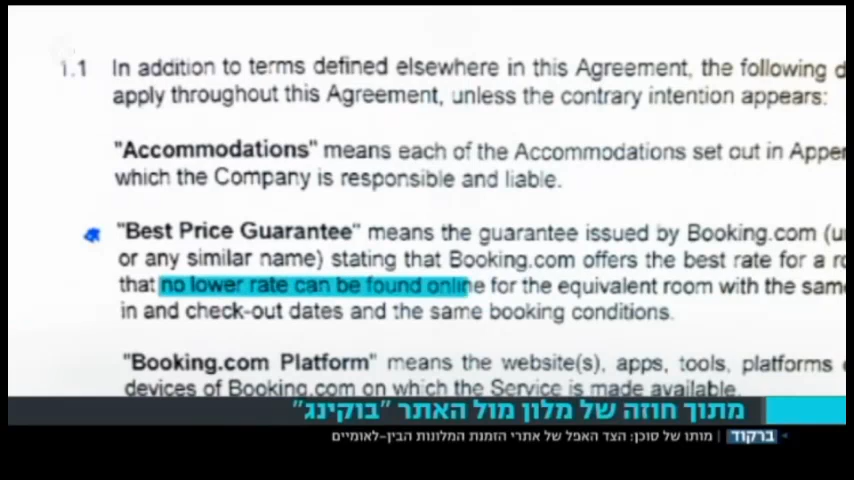 1.1 In addition to terms defined elsewhere in this Agreement, the following
apply throughout this Agreement, unless the contrary intention appears:
"Accommodations" means each of the Accommodations set out in
which the Company is responsible and liable.
"Best Price Guarantee" means the guarantee issued by Booking.com
or any similar name) stating that Booking.com offers the best rate for a
that no lower rate can be found online for the equivalent room with the same
in and check-out dates and the same booking conditions.
"Booking.com Platform" means the website(s), apps, tools, platforms
devices of Booking.com on which the Service is made available.
מתוך חוזה של מלון מול האתר "בוקינג"
ברקוד | מותו של סוכן: הצד האפל של אתרי הזמנת המלונות הבין-לאומיים